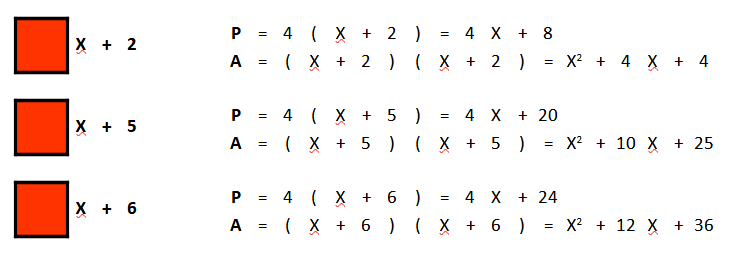 P = 4 ( X + 2 ) = 4 X + 8
X + 2
A = ( X + 2 ) ( X + 2 ) = X² + 4 X + 4
P = 4 ( X + 5 ) = 4 X + 20
X + 5
A = ( X + 5 ) ( X + 5 ) = X² + 10 X + 25
P = 4 ( X + 6 ) = 4 X + 24
X + 6
A = ( X + 6 ) ( X + 6 ) = X² + 12 X + 36